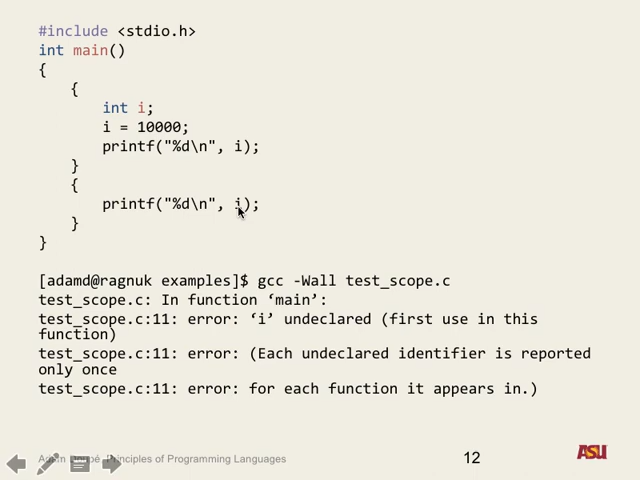 #include <stdio.h>
int main()
{
{
int i;
i = 10000;
printf("%d\n", i);
}
{
printf("%d\n", i);
}
}
[adamd@ragnuk examples]$ gcc -Wall test_scope.c
test_scope.c: In function ‘main’:
test_scope.c:11: error: ‘i’ undeclared (first use in this
function)
test_scope.c:11: error: (Each undeclared identifier is reported
only once
test_scope.c:11: error: for each function it appears in.)
Adam Principles of Programming Languages
12
ASU